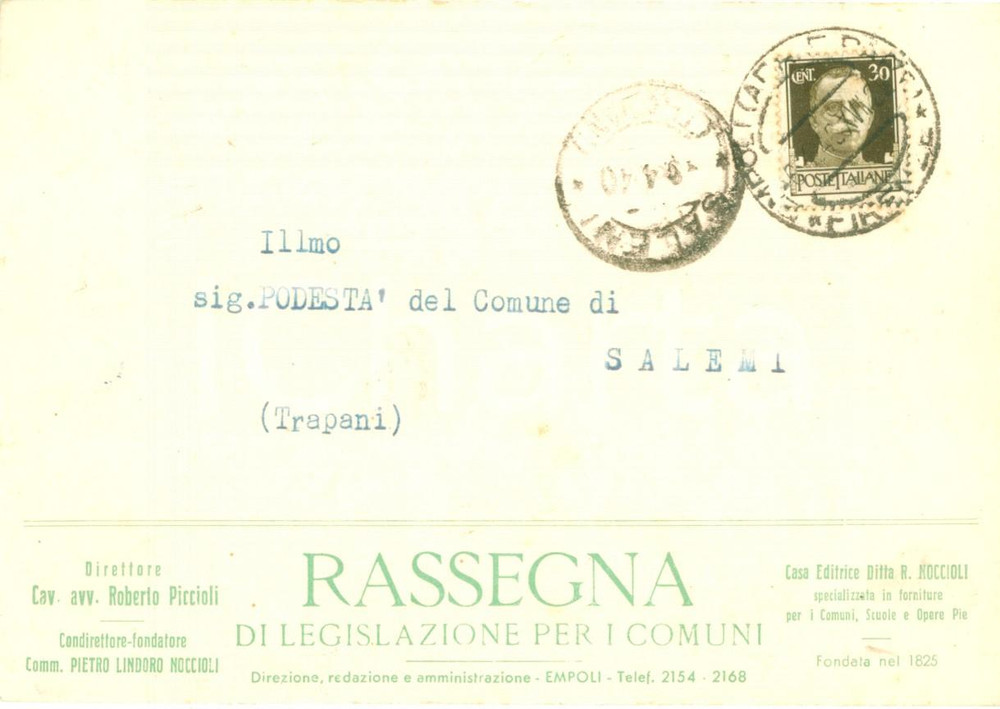 CENT. 30
POSTE ITALIANE
SALEMI
Illmo
sig.PODESTA' del Comune di
SALEMI
(Trapani)
Direttore
Cav. avv. Roberto Piccioli
Condirettore-fondatore
Comm. PIETRO LINDORO NOCCIOLI
RASSEGNA
DI LEGISLAZIONE PER I COMUNI
Direzione, redazione e amministrazione - EMPOLI - Telef. 2154 - 2168
Casa Editrice Ditta R. NOCCIOLI
specializzata in forniture
per i Comuni, Scuole e Opere Pie
Fondata nel 1825